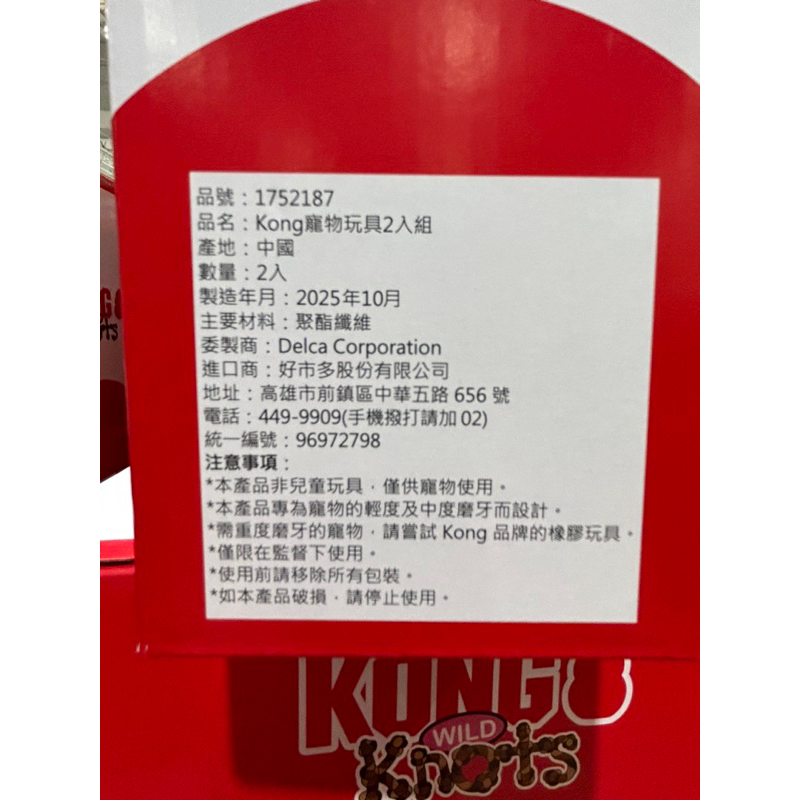 品號：1752187
品名：Kong寵物玩具2入組
產地：中國
數量：2入
製造年月：2025年10月
主要材料：聚酯纖維
委製商：Delca Corporation
進口商：好市多股份有限公司
地址：高雄市前鎮區中華五路 656 號
電話：449-9909(手機撥打請加 02)
統一編號：96972798
注意事項：
*本產品非兒童玩具，僅供寵物使用。
*本產品專為寵物的輕度及中度磨牙而設計。
*需重度磨牙的寵物，請嘗試 Kong 品牌的橡膠玩具。
*僅限在監督下使用。
*使用前請移除所有包裝。
*如本產品破損，請停止使用。
KONG
WILD
Knots